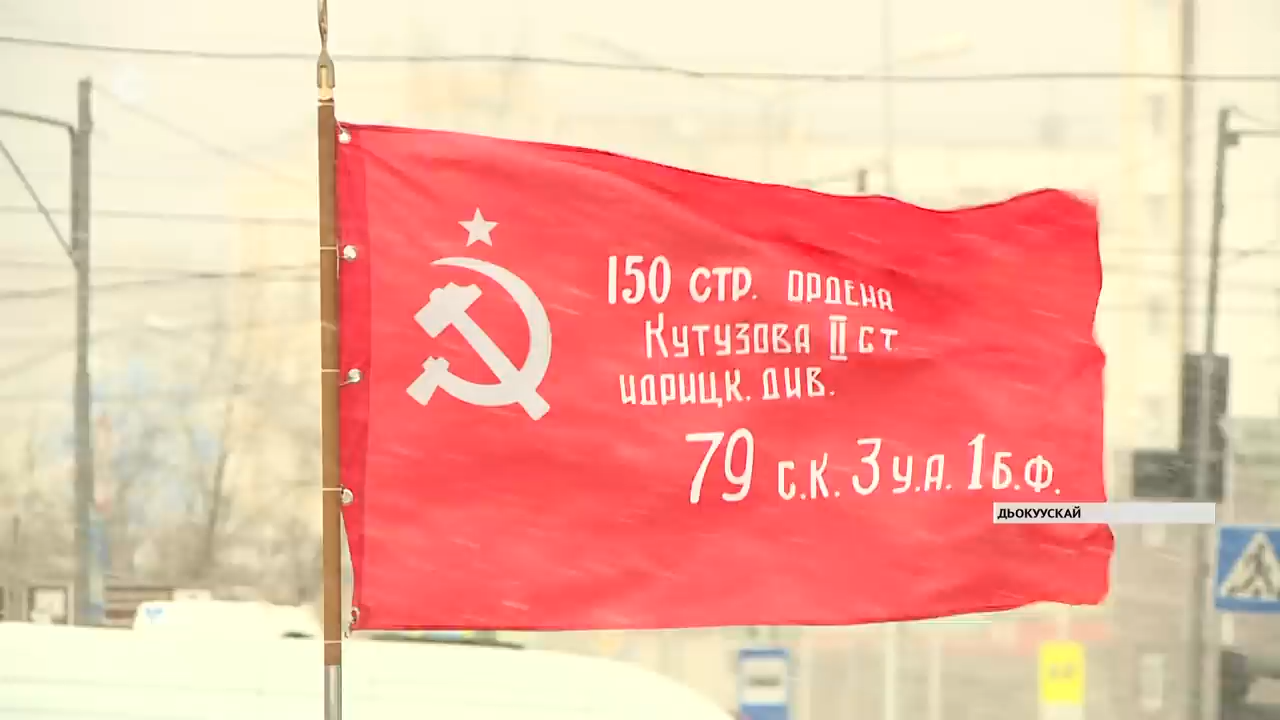 150 СТР. ОРДЕНА
КУТУЗОВА II СТ
ИДРИЦК. ДИВ.
79 С.К. 3 У.А. 1 Б.Ф.
ДЬОКУУСКАЙ